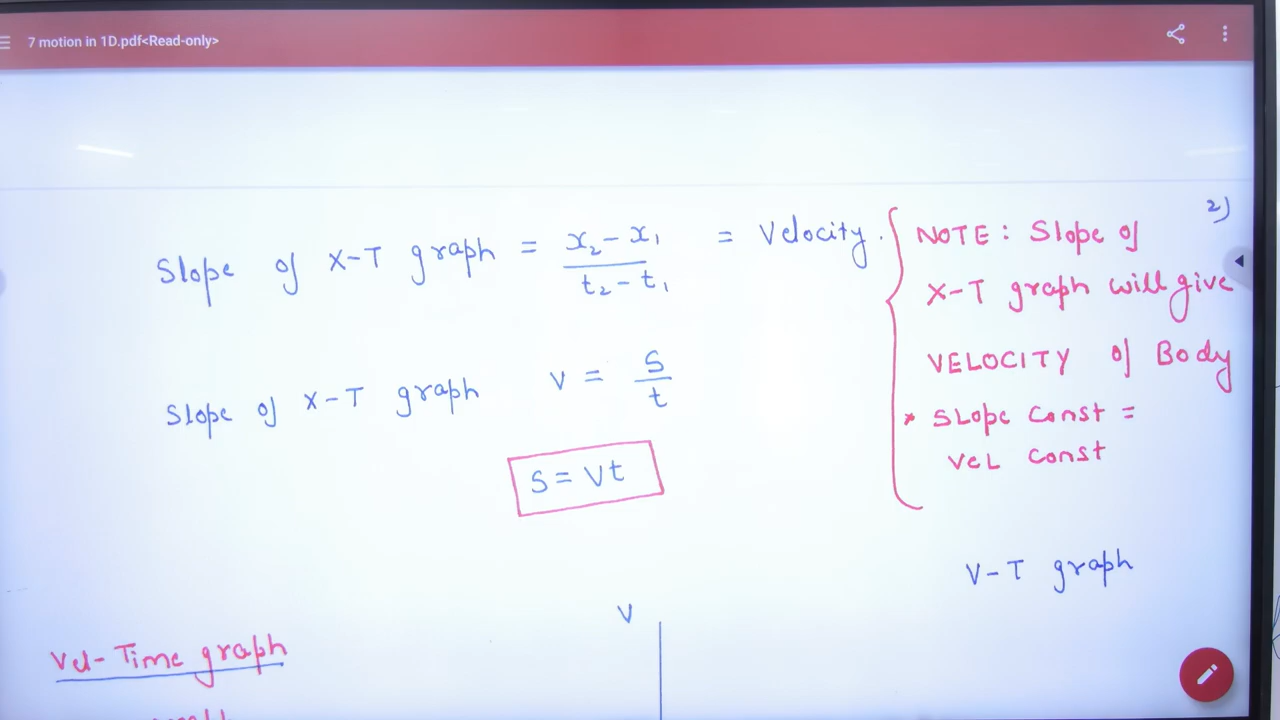 7 motion in 1D.pdf<Read-only>
2)
Slope of X-T graph = x₂ - x₁ / t₂ - t₁ = Velocity.
Slope of X-T graph v = S / t
S = Vt
NOTE: Slope of
X-T graph will give
VELOCITY of Body
* SLope Const =
VeL Const
V-T graph
V
Vel-Time graph